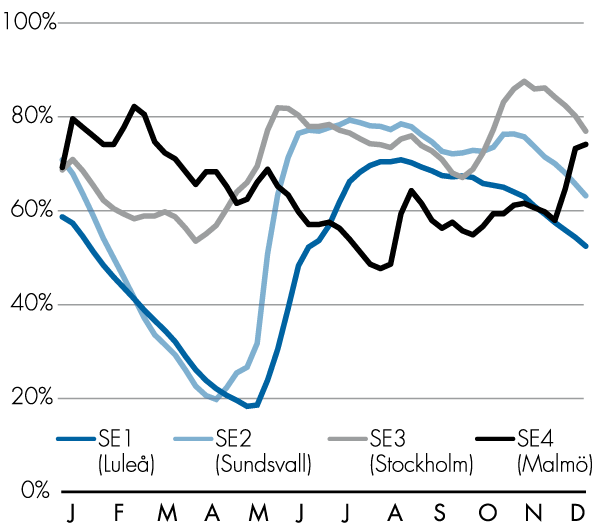 100%
80%
60%
40%
20%
SE1 SE2 SE3 SE4
(Luleå) (Sundsvall) (Stockholm) (Malmö)
0%
J F M A M J J A S O N D